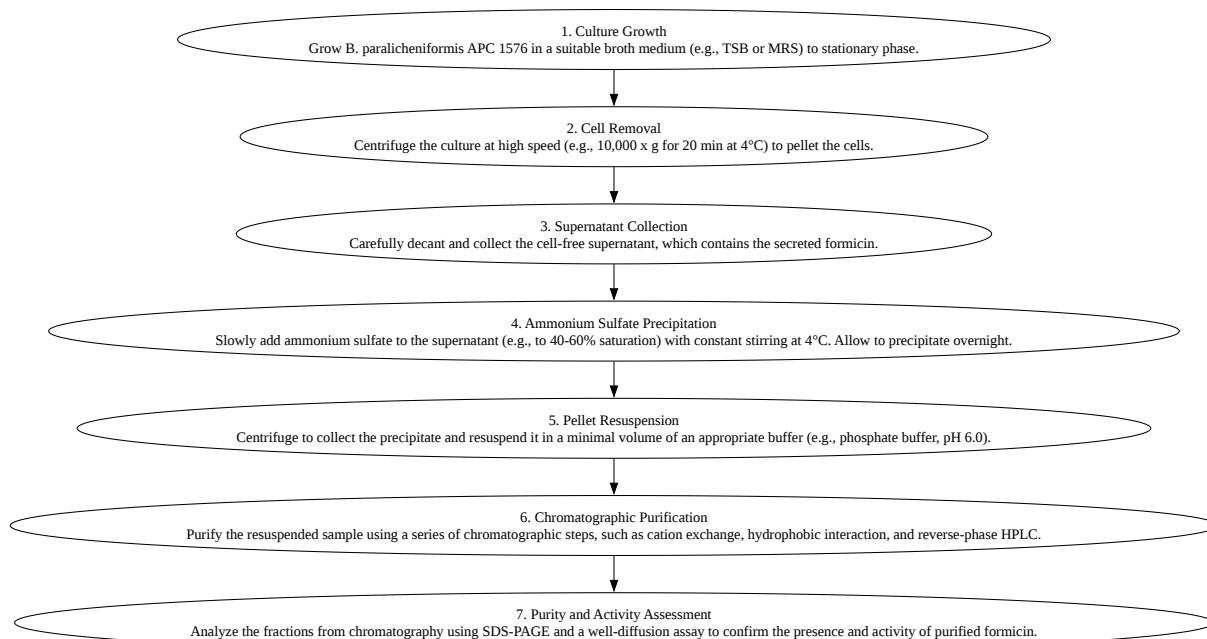 1. Culture Growth
Grow B. paralicheniformis APC 1576 in a suitable broth medium (e.g., TSB or MRS) to stationary phase.
2. Cell Removal
Centrifuge the culture at high speed (e.g., 10,000 x g for 20 min at 4°C) to pellet the cells.
3. Supernatant Collection
Carefully decant and collect the cell-free supernatant, which contains the secreted formicin.
4. Ammonium Sulfate Precipitation
Slowly add ammonium sulfate to the supernatant (e.g., to 40-60% saturation) with constant stirring at 4°C. Allow to precipitate overnight.
5. Pellet Resuspension
Centrifuge to collect the precipitate and resuspend it in a minimal volume of an appropriate buffer (e.g., phosphate buffer, pH 6.0).
6. Chromatographic Purification
Purify the resuspended sample using a series of chromatographic steps, such as cation exchange, hydrophobic interaction, and reverse-phase HPLC.
7. Purity and Activity Assessment
Analyze the fractions from chromatography using SDS-PAGE and a well-diffusion assay to confirm the presence and activity of purified formicin.